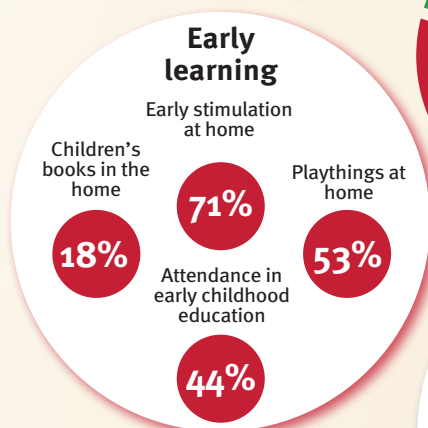 Early
learning
Early stimulation
at home
71%
Children’s
books in the
home
18%
Playthings at
home
53%
Attendance in
early childhood
education
44%